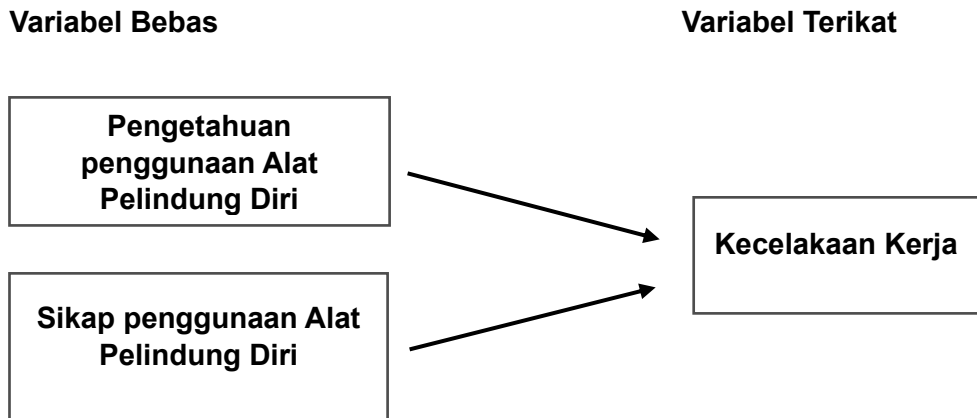 Variabel Bebas
Variabel Terikat
Pengetahuan
penggunaan Alat
Pelindung Diri
Kecelakaan Kerja
Sikap penggunaan Alat
Pelindung Diri